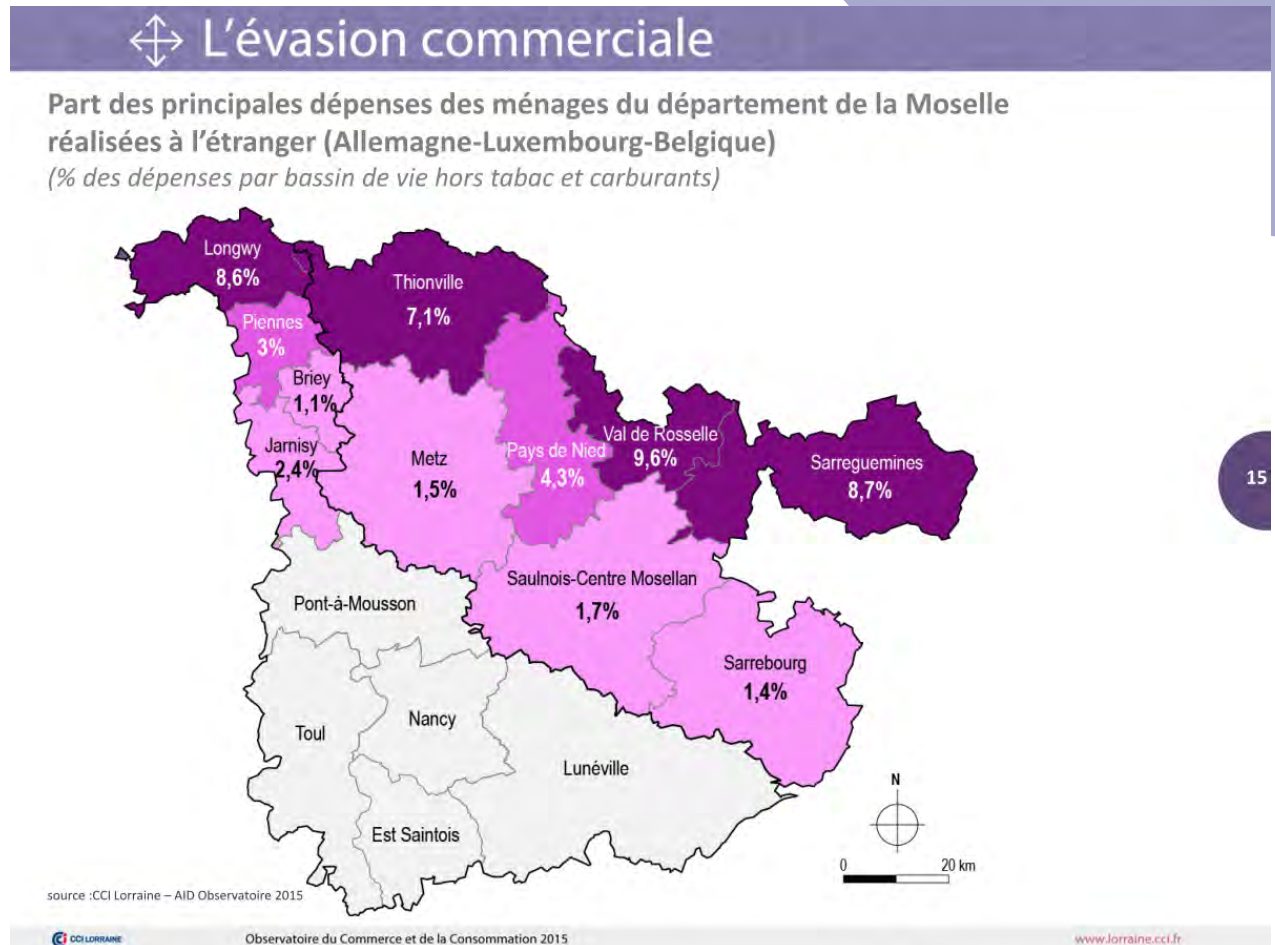 L'évasion commerciale
Part des principales dépenses des ménages du département de la Moselle
réalisées à l'étranger (Allemagne-Luxembourg-Belgique)
(% des dépenses par bassin de vie hors tabac et carburants)
Longwy
8,6%
Thionville
7,1%
Piennes
3%
Briey
1,1%
Jarnisy
2,4%
Metz
1,5%
Pays de Nied
4,3%
Val de Rosselle
9,6%
Sarreguemines
8,7%
15
Saulnois-Centre Mosellan
1,7%
Pont-à-Mousson
Sarrebourg
1,4%
Toul
Nancy
Lunéville
Est Saintois
N
0 20 km
source :CCI Lorraine – AID Observatoire 2015
CCI LORRAINE
Observatoire du Commerce et de la Consommation 2015
www.lorraine.cci.fr